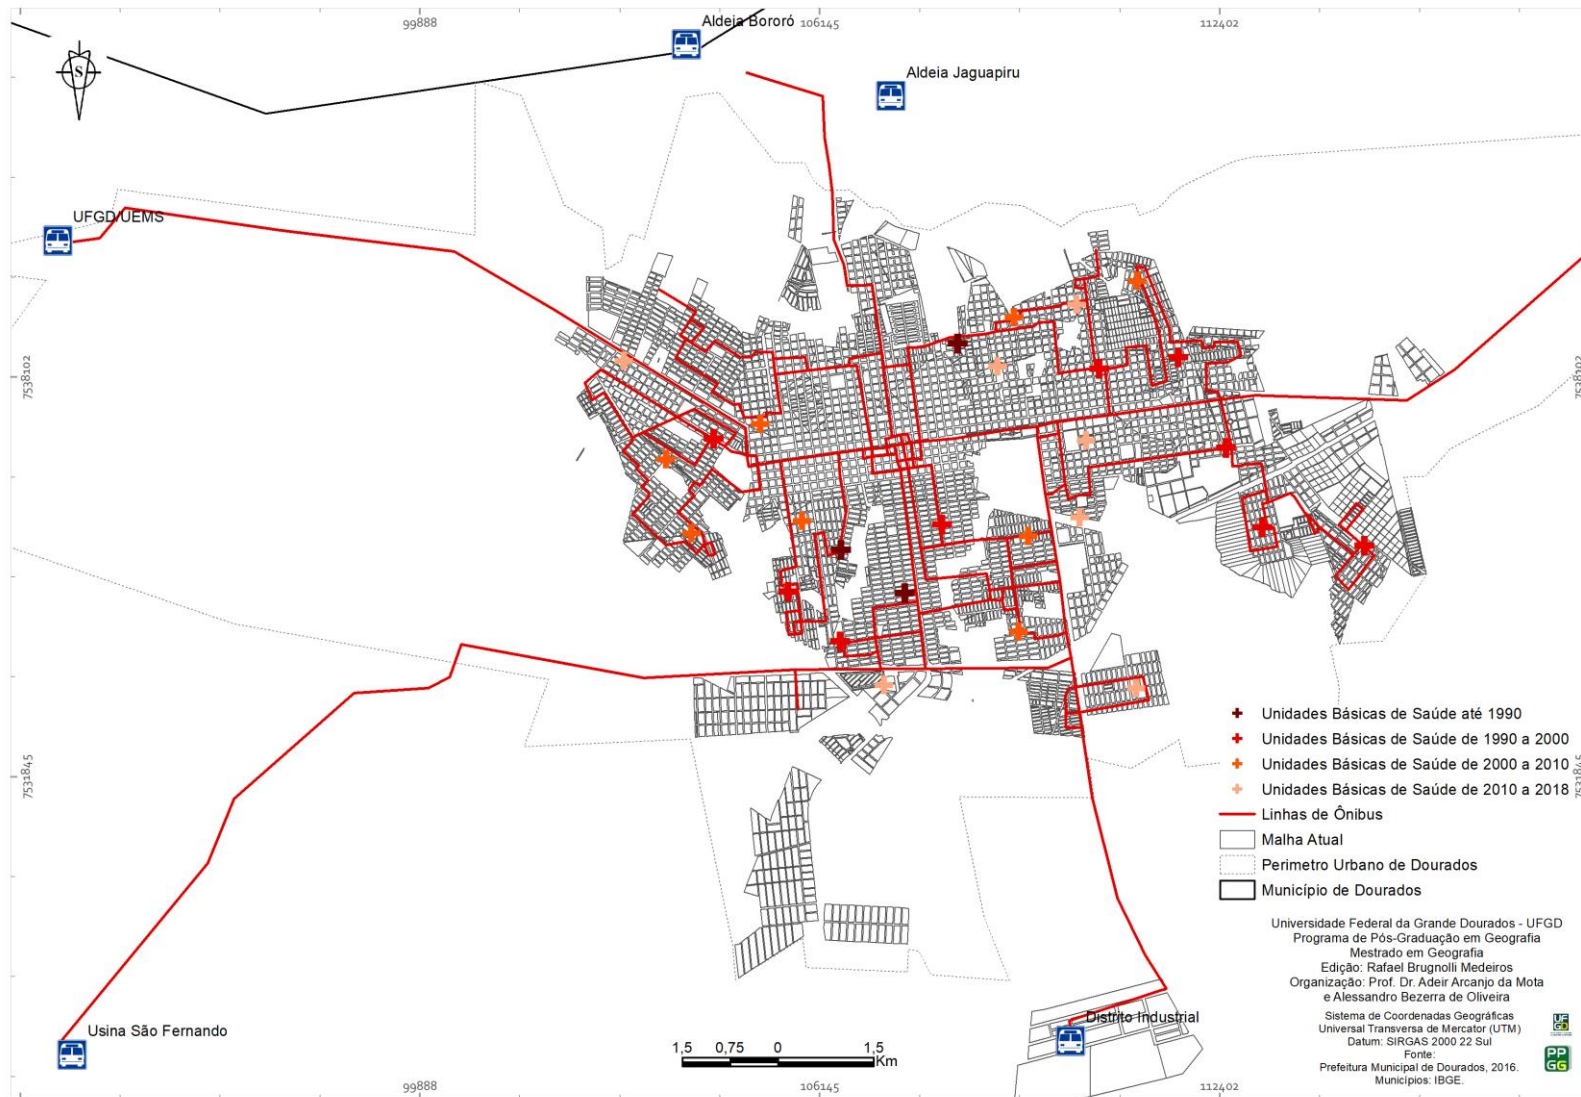 99888
106145
112402
Aldeia Bororó
S
Aldeia Jaguapiru
UFGD/UEMS
7538102
7538102
Unidades Básicas de Saúde até 1990
Unidades Básicas de Saúde de 1990 a 2000
Unidades Básicas de Saúde de 2000 a 2010
Unidades Básicas de Saúde de 2010 a 2018
Linhas de Ônibus
Malha Atual
Perimetro Urbano de Dourados
Município de Dourados
7531845
7531845
Universidade Federal da Grande Dourados - UFGD
Programa de Pós-Graduação em Geografia
Mestrado em Geografia
Edição: Rafael Brugnolli Medeiros
Organização: Prof. Dr. Adeir Arcanjo da Mota
e Alessandro Bezerra de Oliveira
Sistema de Coordenadas Geográficas
Universal Transversa de Mercator (UTM)
Datum: SIRGAS 2000 22 Sul
Fonte:
Prefeitura Municipal de Dourados, 2016.
Municípios: IBGE.
UF
GD
PP
GG
Usina São Fernando
Distrito Industrial
1,5 0,75 0 1,5
Km
99888
106145
112402